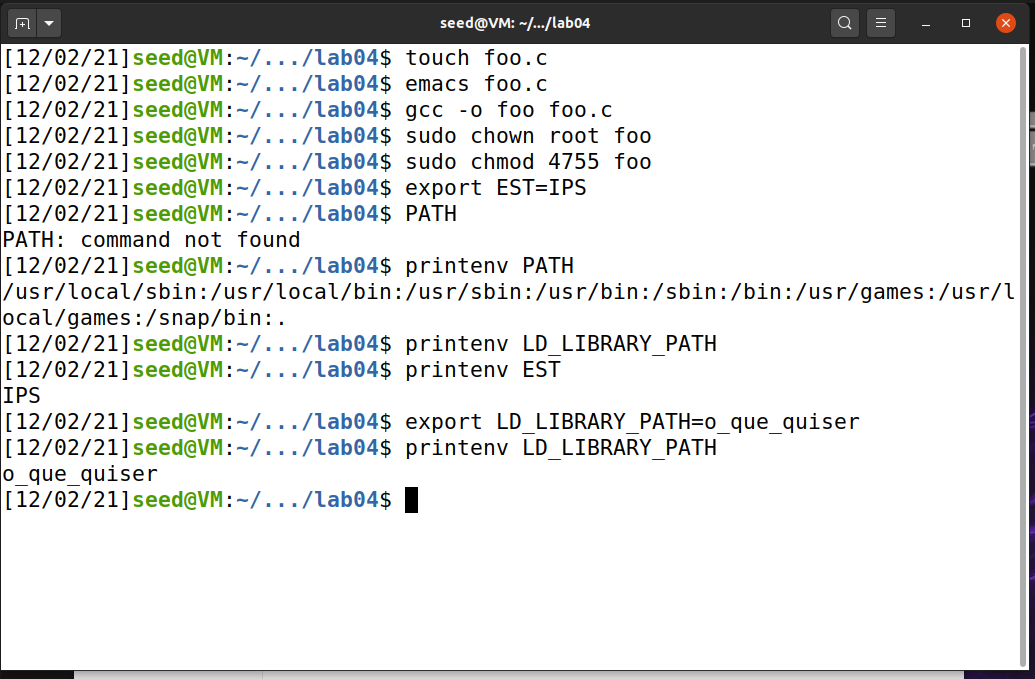 seed@VM: ~/.../lab04
[12/02/21]seed@VM:~/.../lab04$ touch foo.c
[12/02/21]seed@VM:~/.../lab04$ emacs foo.c
[12/02/21]seed@VM:~/.../lab04$ gcc -o foo foo.c
[12/02/21]seed@VM:~/.../lab04$ sudo chown root foo
[12/02/21]seed@VM:~/.../lab04$ sudo chmod 4755 foo
[12/02/21]seed@VM:~/.../lab04$ export EST=IPS
[12/02/21]seed@VM:~/.../lab04$ PATH
PATH: command not found
[12/02/21]seed@VM:~/.../lab04$ printenv PATH
/usr/local/sbin:/usr/local/bin:/usr/sbin:/usr/bin:/sbin:/bin:/usr/games:/usr/l
ocal/games:/snap/bin:.
[12/02/21]seed@VM:~/.../lab04$ printenv LD_LIBRARY_PATH
[12/02/21]seed@VM:~/.../lab04$ printenv EST
IPS
[12/02/21]seed@VM:~/.../lab04$ export LD_LIBRARY_PATH=o_que_quiser
[12/02/21]seed@VM:~/.../lab04$ printenv LD_LIBRARY_PATH
o_que_quiser
[12/02/21]seed@VM:~/.../lab04$